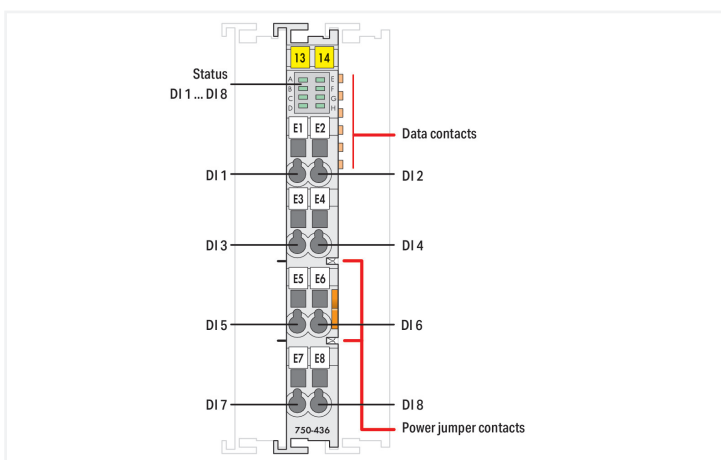 13 14
Status
DI 1 ... DI 8
A E
B F
C G
D H
E1 E2
Data contacts
DI 1 DI 2
E3 E4
DI 3 DI 4
E5 E6
DI 5 DI 6
E7 E8
DI 7 DI 8
750-436
Power jumper contacts